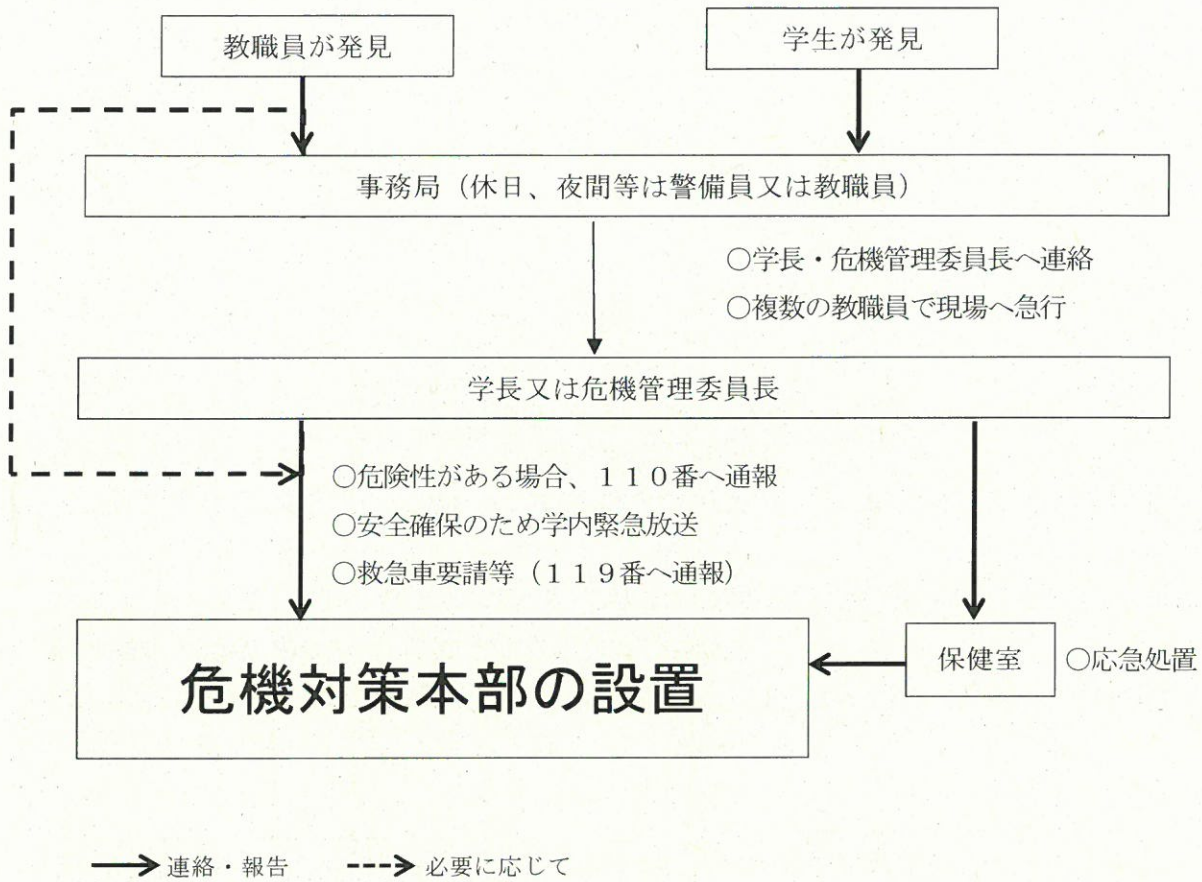 教職員が発見
学生が発見
事務局（休日、夜間等は警備員又は教職員）
○学長・危機管理委員長へ連絡
○複数の教職員で現場へ急行
学長又は危機管理委員長
○危険性がある場合、１１０番へ通報
○安全確保のため学内緊急放送
○救急車要請等（１１９番へ通報）
危機対策本部の設置
保健室
○応急処置
連絡・報告
必要に応じて